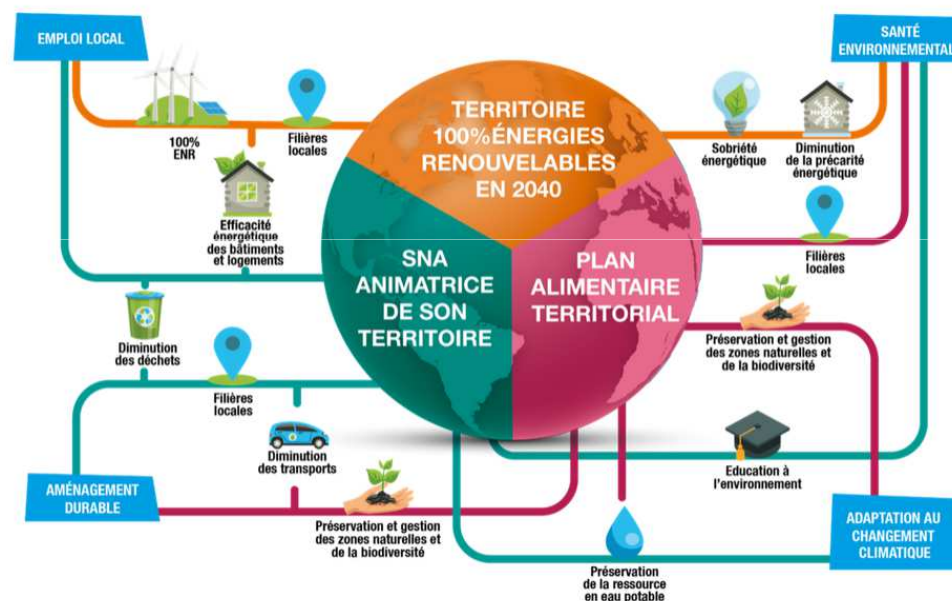 EMPLOI LOCAL
SANTÉ
ENVIRONNEMENTAL
TERRITOIRE
100%ÉNERGIES
RENOUVELABLES
EN 2040
100%
ENR
Filières
locales
Sobriété
énergétique
Diminution
de la précarité
énergétique
Efficacité
énergétique
des bâtiments
et logements
SNA
ANIMATRICE
DE SON
TERRITOIRE
PLAN
ALIMENTAIRE
TERRITORIAL
Filières
locales
Diminution
des déchets
Préservation et gestion
des zones naturelles et
de la biodiversité
Filières
locales
Diminution
des transports
Education à
l'environnement
AMÉNAGEMENT
DURABLE
Préservation et gestion
des zones naturelles et
de la biodiversité
ADAPTATION AU
CHANGEMENT
CLIMATIQUE
Préservation
de la ressource
en eau potable